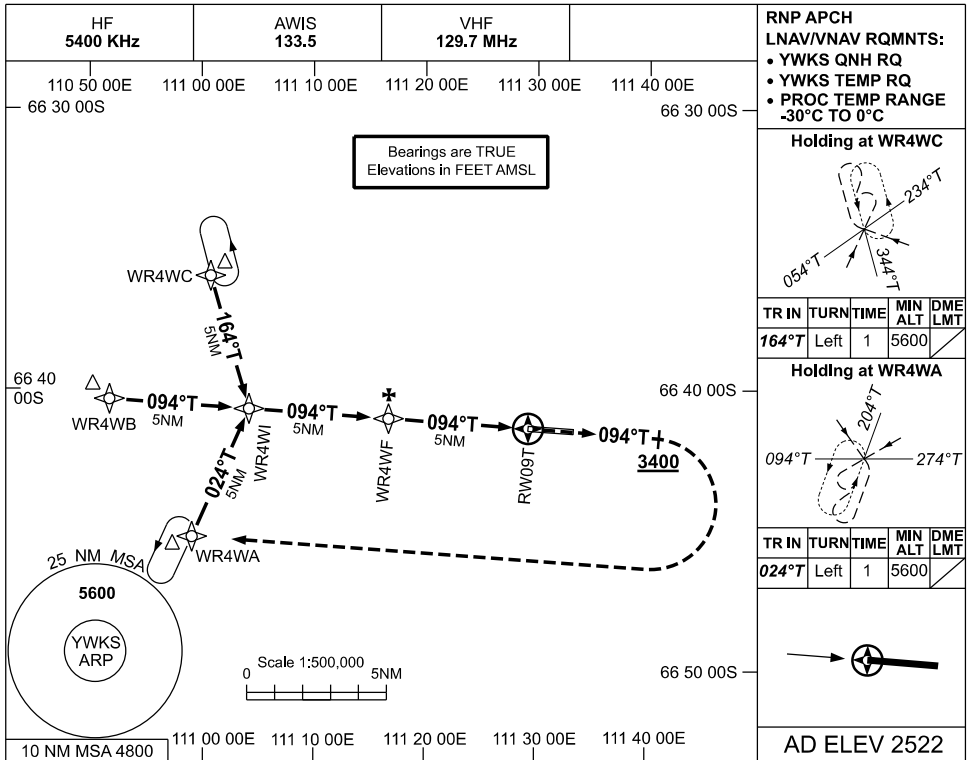 HF
5400 KHz
AWIS
133.5
VHF
129.7 MHz
RNP APCH
LNAV/VNAV RQMNTS:
• YWKS QNH RQ
• YWKS TEMP RQ
• PROC TEMP RANGE
-30°C TO 0°C
110 50 00E
111 00 00E
111 10 00E
111 20 00E
111 30 00E
111 40 00E
66 30 00S
66 30 00S
Bearings are TRUE
Elevations in FEET AMSL
Holding at WR4WC
234°T
054°T
344°T
TR IN TURN TIME MIN ALT DME LMT
164°T Left 1 5600
WR4WC
164°T
5NM
66 40
00S
66 40 00S
WR4WB
094°T
5NM
WR4WI
094°T
5NM
WR4WF
094°T
5NM
RW09T
094°T
3400
024°T
5NM
WR4WA
Holding at WR4WA
204°T
094°T
274°T
TR IN TURN TIME MIN ALT DME LMT
024°T Left 1 5600
25 NM MSA
5600
YWKS
ARP
10 NM MSA 4800
Scale 1:500,000
0
5NM
66 50 00S
111 00 00E
111 10 00E
111 20 00E
111 30 00E
111 40 00E
AD ELEV 2522